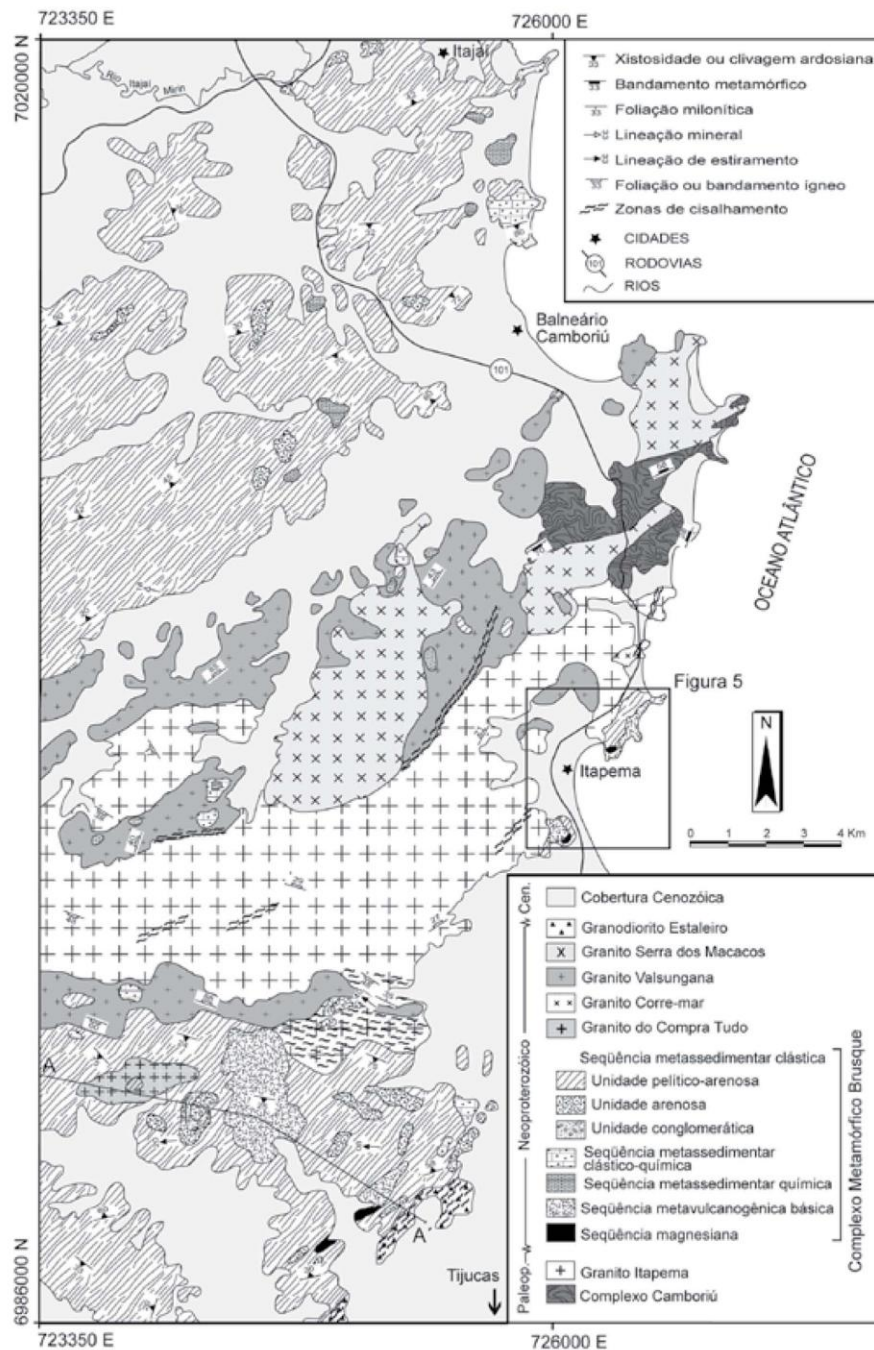 723350 E
726000 E
7020000 N
Itajaí
Rio
Itajaí
Mirin
Xistosidade ou clivagem ardosiana
Bandamento metamórfico
Foliação milonítica
Lineação mineral
Lineação de estiramento
Foliação ou bandamento ígneo
Zonas de cisalhamento
CIDADES
101
RODOVIAS
RIOS
Balneário
Camboriú
101
OCEANO ATLÂNTICO
Figura 5
N
Itapema
0 1 2 3 4 Km
Cen.
Neoproterozóico
Paleop.
Cobertura Cenozóica
Granodiorito Estaleiro
Granito Serra dos Macacos
Granito Valsungana
Granito Corre-mar
Granito do Compra Tudo
Seqüência metassedimentar clástica
Unidade pelítico-arenosa
Unidade arenosa
Unidade conglomerática
Seqüência metassedimentar
clástico-química
Seqüência metassedimentar química
Seqüência metavulcanogênica básica
Seqüência magnesiana
Granito Itapema
Complexo Camboriú
Complexo Metamórfico Brusque
A
A'
Tijucas
6986000 N
723350 E
726000 E